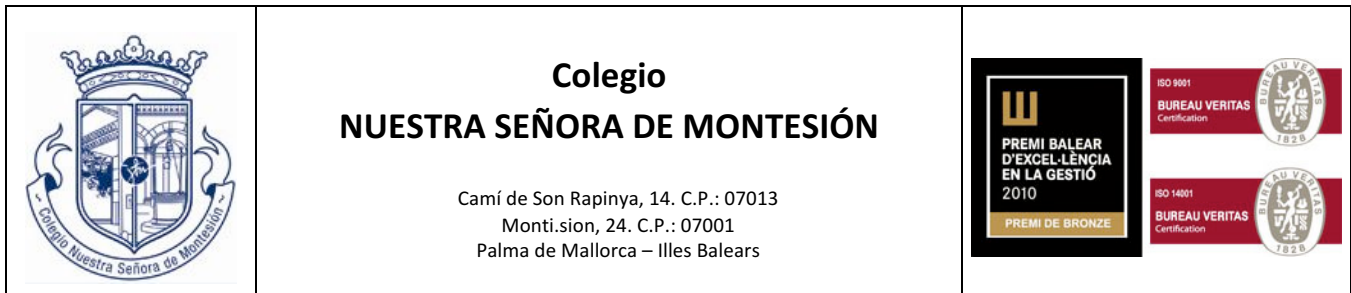 Colegio Nuestra Señora de Montesión
Colegio
NUESTRA SEÑORA DE MONTESIÓN
Camí de Son Rapinya, 14. C.P.: 07013
Monti.sion, 24. C.P.: 07001
Palma de Mallorca – Illes Balears
PREMI BALEAR
D'EXCEL·LÈNCIA
EN LA GESTIÓ
2010
PREMI DE BRONZE
ISO 9001
BUREAU VERITAS
Certification
BUREAU VERITAS
1828
ISO 14001
BUREAU VERITAS
Certification
BUREAU VERITAS
1828